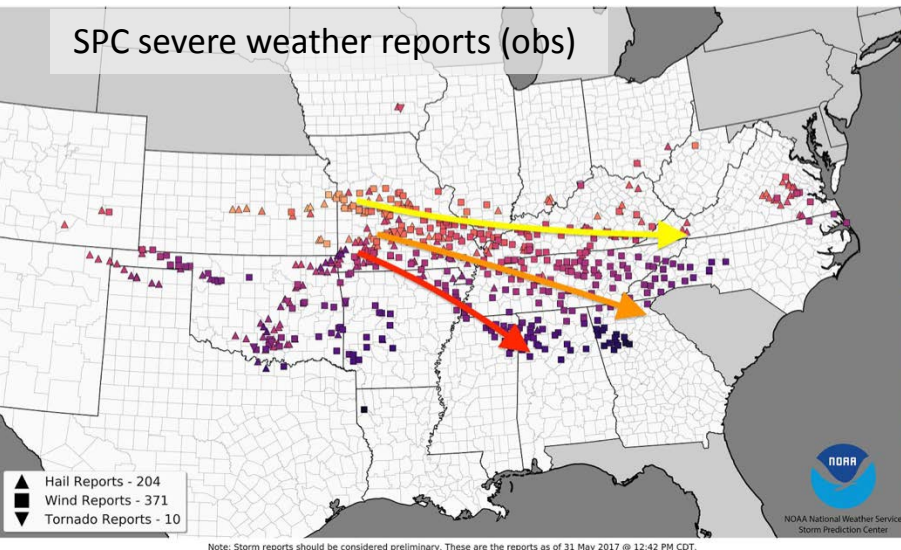 SPC severe weather reports (obs)
Hail Reports - 204
Wind Reports - 371
Tornado Reports - 10
NOAA
NOAA National Weather Service
Storm Prediction Center
Note: Storm reports should be considered preliminary. These are the reports as of 31 May 2017 @ 12:42 PM CDT.